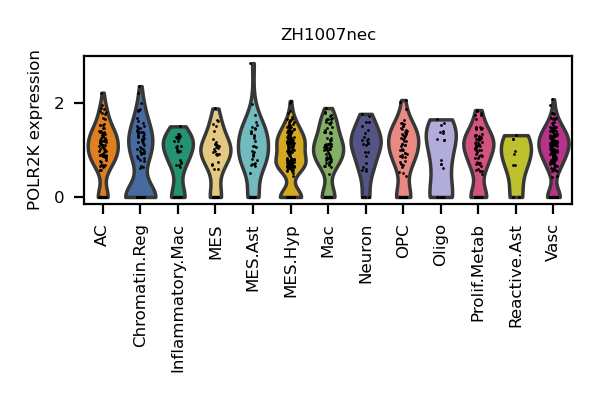 ZH1007nec
POLR2K expression
2
0
AC
Chromatin.Reg
Inflammatory.Mac
MES
MES.Ast
MES.Hyp
Mac
Neuron
OPC
Oligo
Prolif.Metab
Reactive.Ast
Vasc